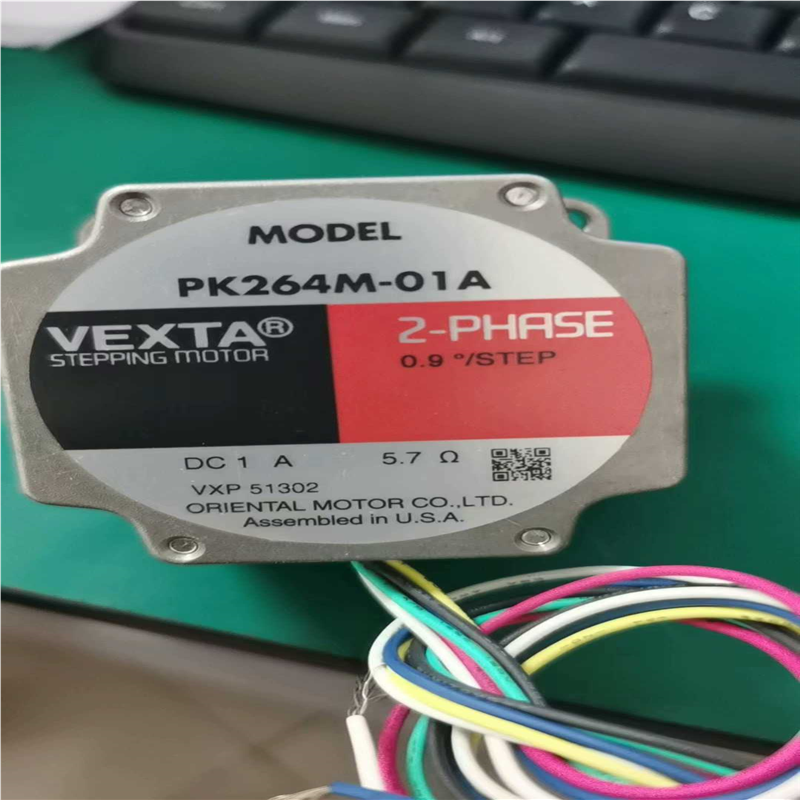 MODEL
PK264M-01A
VEXTA®
STEPPING MOTOR
2-PHASE
0.9 °/STEP
DC 1 A 5.7 Ω
VXP 51302
ORIENTAL MOTOR CO.,LTD.
Assembled in U.S.A.